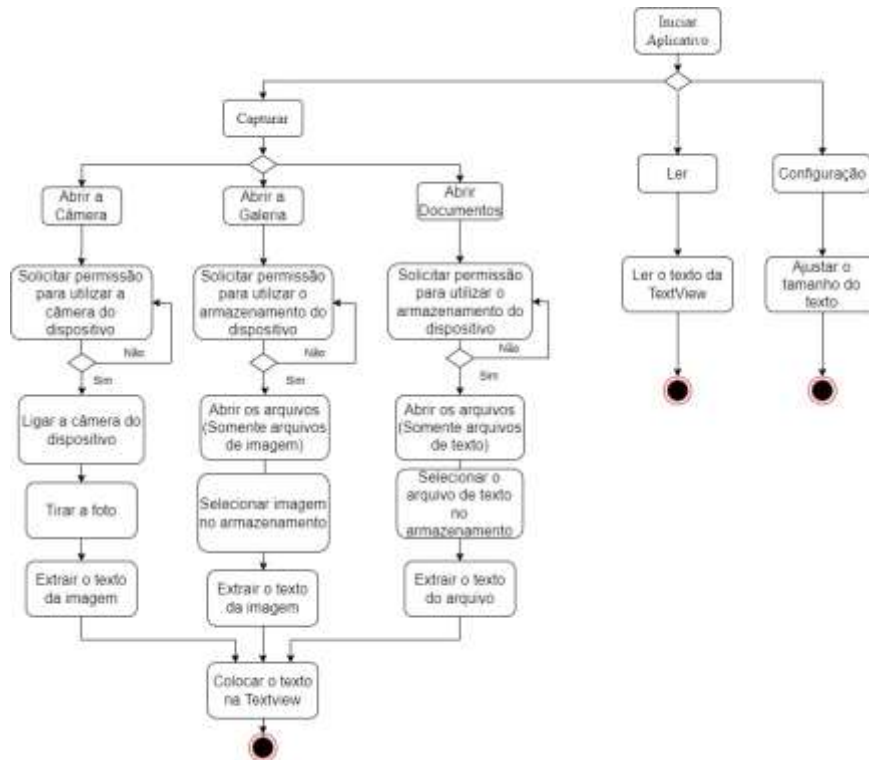 Iniciar
Aplicativo
Capturar
Ler
Configuração
Abrir a
Câmera
Abrir a
Galeria
Abrir
Documentos
Solicitar permissão
para utilizar a
câmera do
dispositivo
Solicitar permissão
para utilizar o
armazenamento do
dispositivo
Solicitar permissão
para utilizar o
armazenamento do
dispositivo
Ler o texto da
TextView
Ajustar o
tamanho do
texto
Não
Não
Não
Sim
Sim
Sim
Ligar a câmera do
dispositivo
Abrir os arquivos
(Somente arquivos
de imagem)
Abrir os arquivos
(Somente arquivos
de texto)
Tirar a foto
Selecionar imagem
no armazenamento
Selecionar o
arquivo de texto
no
armazenamento
Extrair o texto
da imagem
Extrair o texto
da imagem
Extrair o texto
do arquivo
Colocar o texto
na Textview